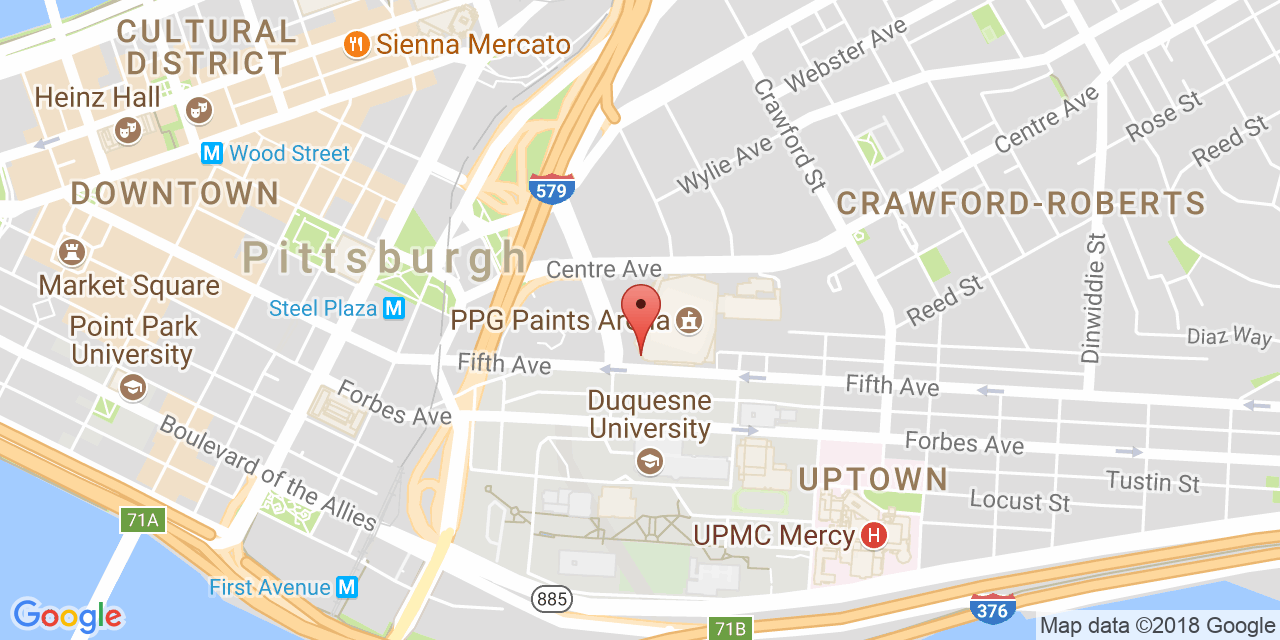 CULTURAL
DISTRICT
Sienna Mercato
Heinz Hall
M Wood Street
DOWNTOWN
Pittsburgh
Market Square
Steel Plaza M
Point Park
University
579
Webster Ave
Crawford St
Wylie Ave
Centre Ave
Rose St
Reed St
CRAWFORD-ROBERTS
Centre Ave
PPG Paints Arena
Reed St
Dinwiddie St
Diaz Way
Fifth Ave
Fifth Ave
Forbes Ave
Duquesne
University
Forbes Ave
Boulevard of the Allies
UPTOWN
Tustin St
Locust St
71A
UPMC Mercy H
First Avenue M
885
376
71B
Google
Map data ©2018 Google